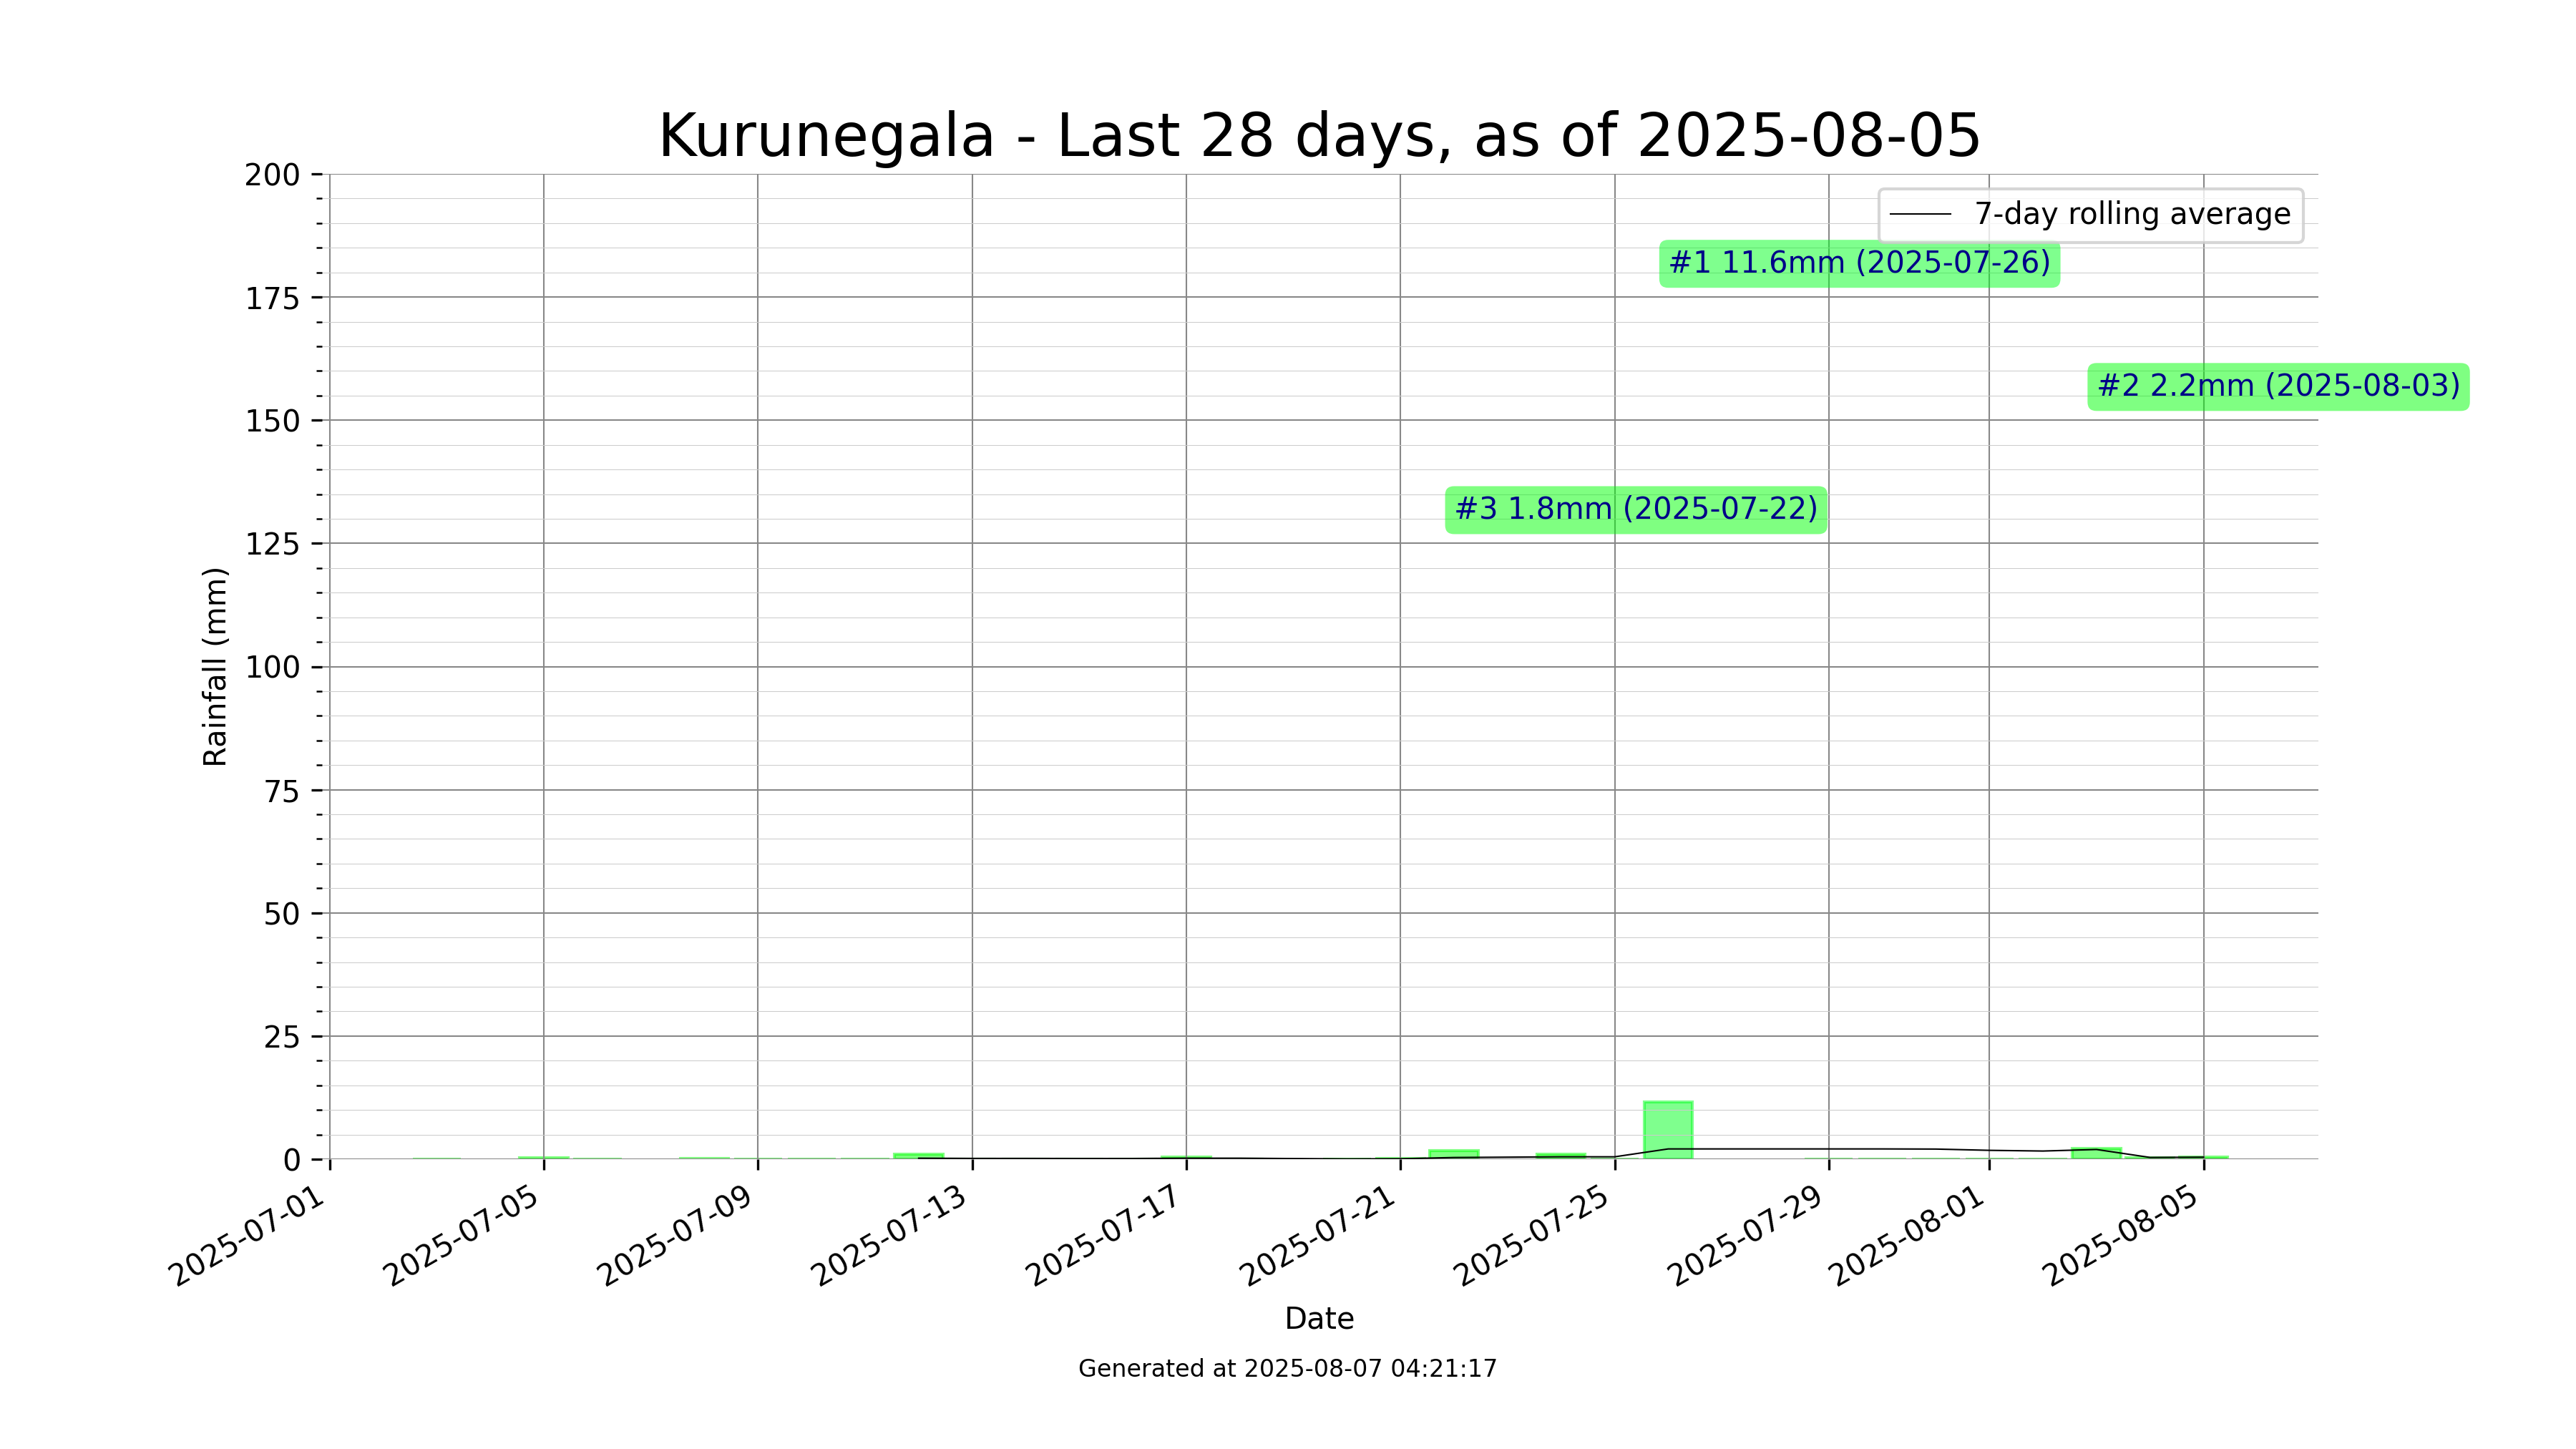 Kurunegala - Last 28 days, as of 2025-08-05
200
175
150
125
100
75
50
25
0
Rainfall (mm)
7-day rolling average
#1 11.6mm (2025-07-26)
#2 2.2mm (2025-08-03)
#3 1.8mm (2025-07-22)
2025-07-01
2025-07-05
2025-07-09
2025-07-13
2025-07-17
2025-07-21
2025-07-25
2025-07-29
2025-08-01
2025-08-05
Date
Generated at 2025-08-07 04:21:17